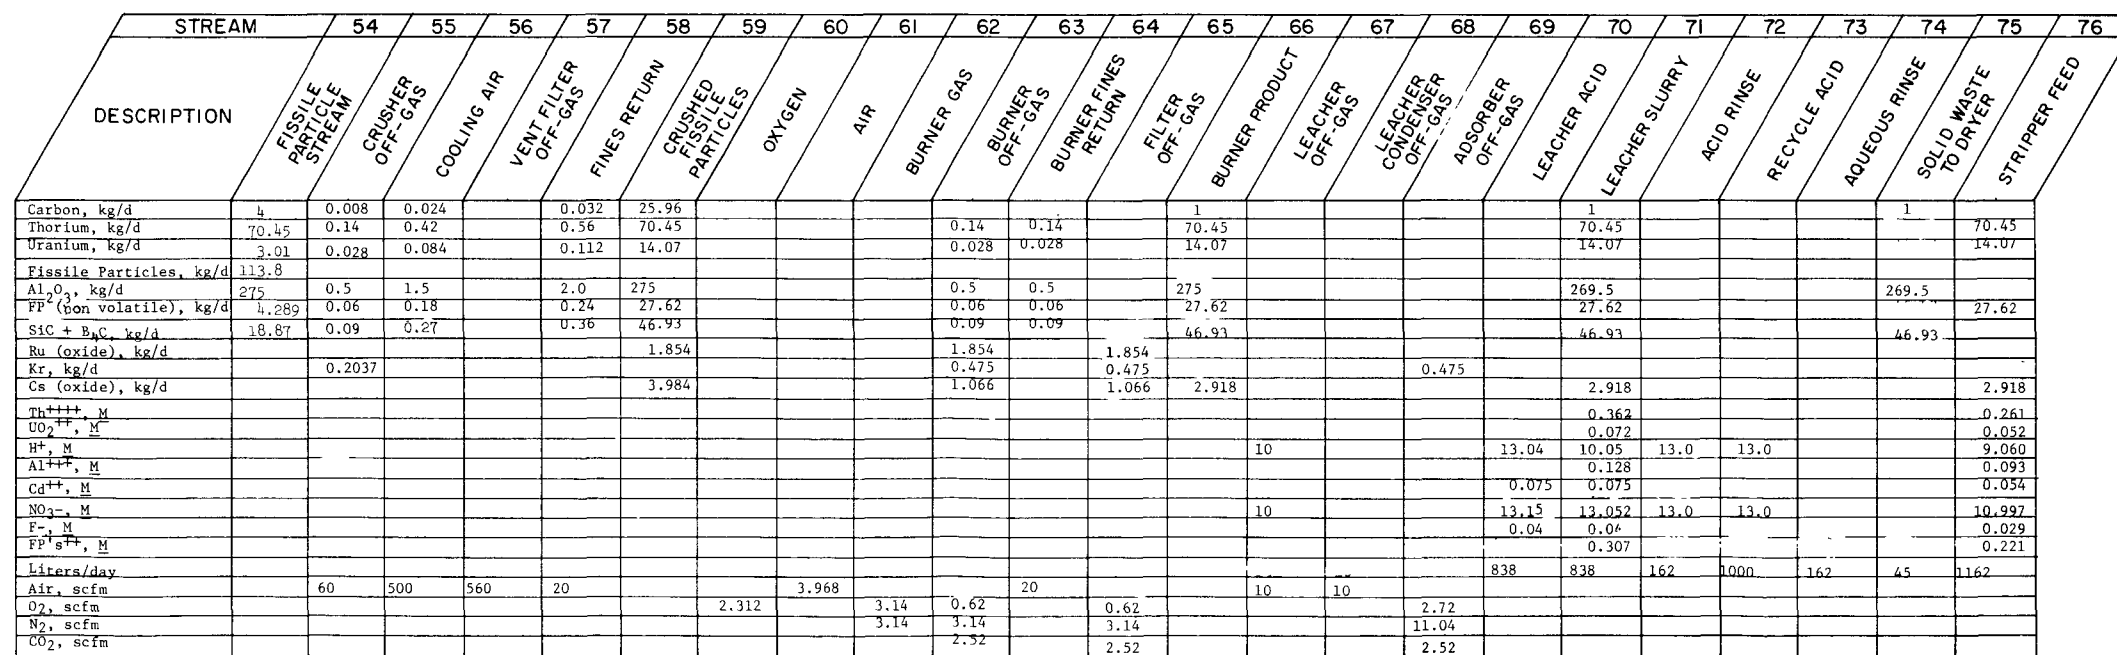 STREAM 54 55 56 57 58 59 60 61 62 63 64 65 66 67 68 69 70 71 72 73 74 75 76
DESCRIPTION
FISSILE
PARTICLE
STREAM
CRUSHER
OFF-GAS
COOLING AIR
VENT FILTER
OFF-GAS
FINES RETURN
CRUSHED
FISSILE
PARTICLES
OXYGEN
AIR
BURNER GAS
BURNER
OFF-GAS
BURNER FINES
RETURN
FILTER
OFF-GAS
BURNER PRODUCT
LEACHER
OFF-GAS
LEACHER
CONDENSER
OFF-GAS
ADSORBER
OFF-GAS
LEACHER ACID
LEACHER SLURRY
ACID RINSE
RECYCLE ACID
AQUEOUS RINSE
SOLID WASTE
TO DRYER
STRIPPER FEED
Carbon, kg/d 4 0.008 0.024 0.032 25.96 1 1 1
Thorium, kg/d 70.45 0.14 0.42 0.56 70.45 0.14 0.14 70.45 70.45 70.45
Uranium, kg/d 3.01 0.028 0.084 0.112 14.07 0.028 0.028 14.07 14.07 14.07
Fissile Particles, kg/d 113.8
Al2O3, kg/d 275 0.5 1.5 2.0 275 0.5 0.5 275 269.5 269.5
FP (non volatile), kg/d 4.289 0.06 0.18 0.24 27.62 0.06 0.06 27.62 27.62 27.62
SiC + B4C, kg/d 18.87 0.09 0.27 0.36 46.93 0.09 0.09 46.93 46.93 46.93
Ru (oxide), kg/d 1.854 1.854 1.854
Kr, kg/d 0.2037 0.475 0.475 0.475
Cs (oxide), kg/d 3.984 1.066 1.066 2.918 2.918 2.918
Th++++, M 0.362 0.261
UO2++, M 0.072 0.052
H+, M 10 13.04 10.05 13.0 13.0 9.060
Al+++, M 0.128 0.093
Cd++, M 0.075 0.075 0.054
NO3-, M 10 13.15 13.052 13.0 13.0 10.997
F-, M 0.04 0.04 0.029
FP's++, M 0.307 0.221
Liters/day 838 838 162 1000 162 45 1162
Air, scfm 60 500 560 20 3.968 20 10 10
O2, scfm 2.312 3.14 0.62 0.62 2.72
N2, scfm 3.14 3.14 3.14 11.04
CO2, scfm 2.52 2.52 2.52